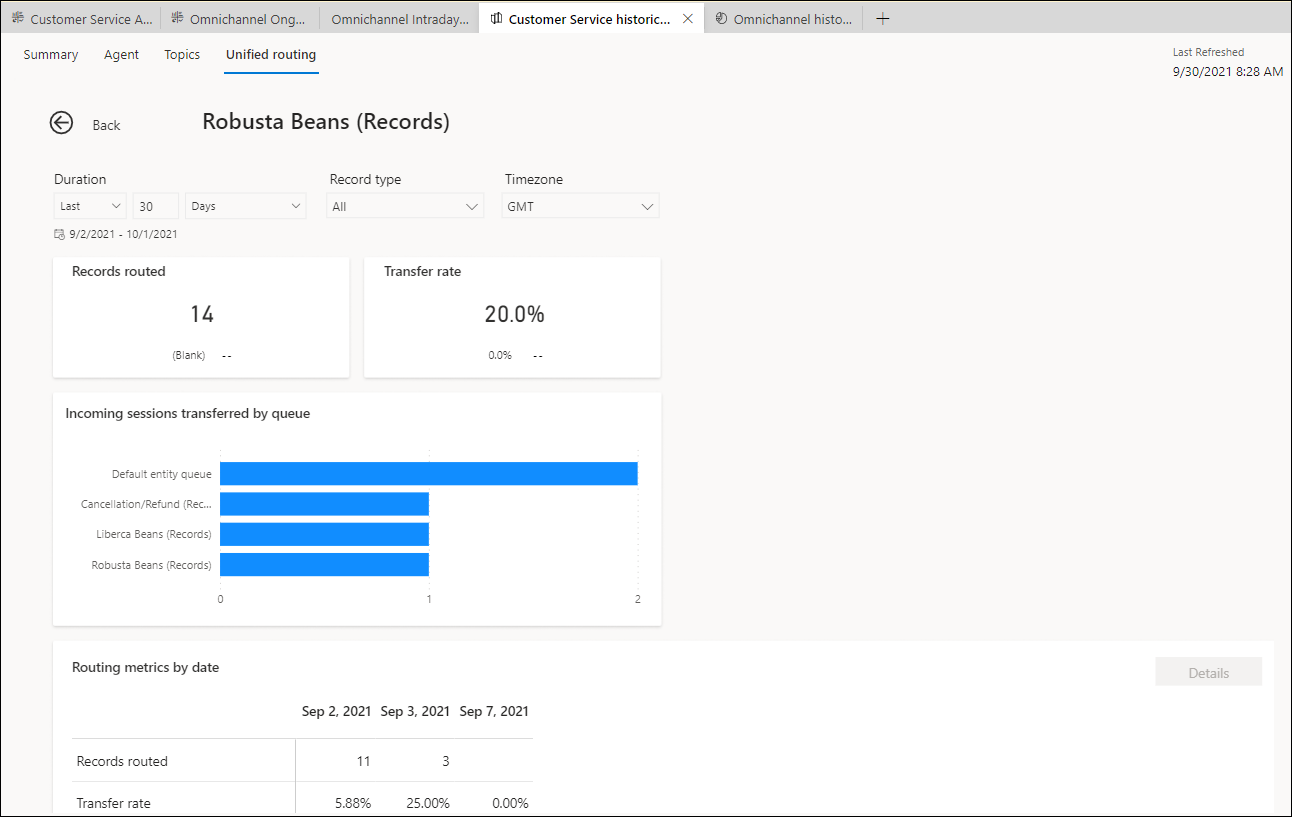 Customer Service A...
Omnichannel Ong...
Omnichannel Intraday...
Customer Service historic...
Omnichannel histo...
Summary Agent Topics Unified routing
Last Refreshed
9/30/2021 8:28 AM
Back
Robusta Beans (Records)
Duration Record type Timezone
Last 30 Days All GMT
9/2/2021 - 10/1/2021
Records routed
14
(Blank) --
Transfer rate
20.0%
0.0% --
Incoming sessions transferred by queue
Default entity queue
Cancellation/Refund (Rec...
Liberca Beans (Records)
Robusta Beans (Records)
0 1 2
Routing metrics by date
Details
Sep 2, 2021 Sep 3, 2021 Sep 7, 2021
Records routed 11 3
Transfer rate 5.88% 25.00% 0.00%